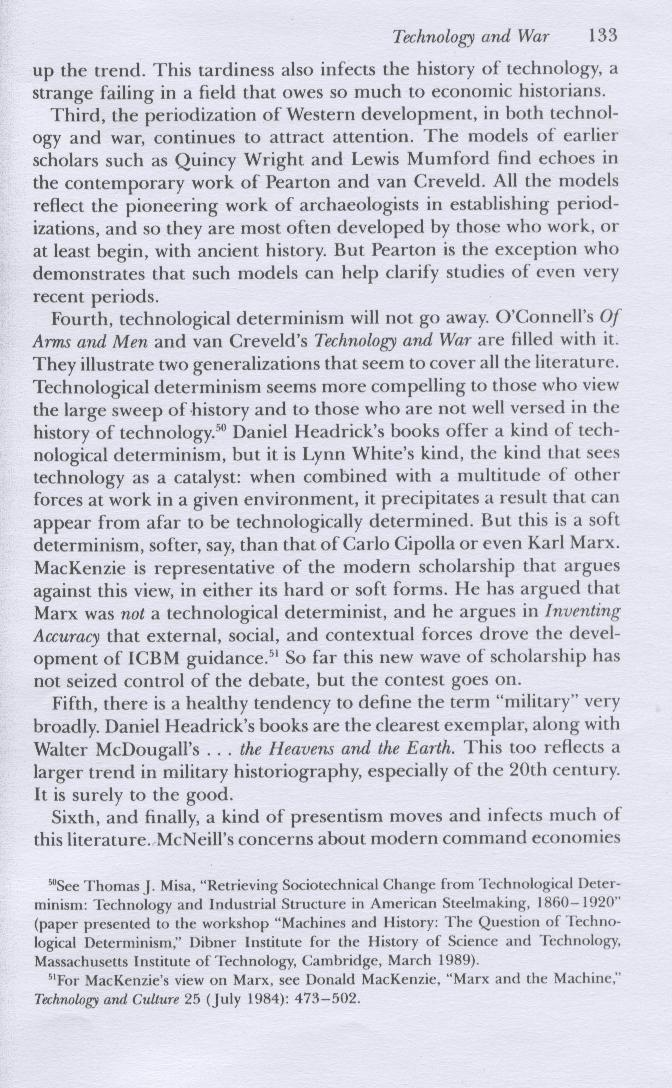 Technology and War 133
up the trend. This tardiness also infects the history of technology, a
strange failing in a field that owes so much to economic historians.
Third, the periodization of Western development, in both technol-
ogy and war, continues to attract attention. The models of earlier
scholars such as Quincy Wright and Lewis Mumford find echoes in
the contemporary work of Pearton and van Creveld. All the models
reflect the pioneering work of archaeologists in establishing period-
izations, and so they are most often developed by those who work, or
at least begin, with ancient history. But Pearton is the exception who
demonstrates that such models can help clarify studies of even very
recent periods.
Fourth, technological determinism will not go away. O'Connell's Of
Arms and Men and van Creveld's Technology and War are filled with it.
They illustrate two generalizations that seem to cover all the literature.
Technological determinism seems more compelling to those who view
the large sweep of history and to those who are not well versed in the
history of technology.⁵⁰ Daniel Headrick's books offer a kind of tech-
nological determinism, but it is Lynn White's kind, the kind that sees
technology as a catalyst: when combined with a multitude of other
forces at work in a given environment, it precipitates a result that can
appear from afar to be technologically determined. But this is a soft
determinism, softer, say, than that of Carlo Cipolla or even Karl Marx.
MacKenzie is representative of the modern scholarship that argues
against this view, in either its hard or soft forms. He has argued that
Marx was not a technological determinist, and he argues in Inventing
Accuracy that external, social, and contextual forces drove the devel-
opment of ICBM guidance.⁵¹ So far this new wave of scholarship has
not seized control of the debate, but the contest goes on.
Fifth, there is a healthy tendency to define the term "military" very
broadly. Daniel Headrick's books are the clearest exemplar, along with
Walter McDougall's . . . the Heavens and the Earth. This too reflects a
larger trend in military historiography, especially of the 20th century.
It is surely to the good.
Sixth, and finally, a kind of presentism moves and infects much of
this literature. McNeill's concerns about modern command economies
⁵⁰See Thomas J. Misa, "Retrieving Sociotechnical Change from Technological Deter-
minism: Technology and Industrial Structure in American Steelmaking, 1860–1920"
(paper presented to the workshop "Machines and History: The Question of Techno-
logical Determinism," Dibner Institute for the History of Science and Technology,
Massachusetts Institute of Technology, Cambridge, March 1989).
⁵¹For MacKenzie's view on Marx, see Donald MacKenzie, "Marx and the Machine,"
Technology and Culture 25 (July 1984): 473–502.